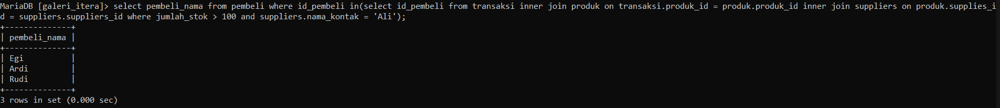 MariaDB [galeri_itera]> select pembeli_nama from pembeli where id_pembeli in(select id_pembeli from transaksi inner join produk on transaksi.produk_id = produk.produk_id inner join suppliers on produk.supplies_i
d = suppliers.suppliers_id where jumlah_stok > 100 and suppliers.nama_kontak = 'Ali');
+--------------+
| pembeli_nama |
+--------------+
| Egi          |
| Ardi         |
| Rudi         |
+--------------+
3 rows in set (0.000 sec)